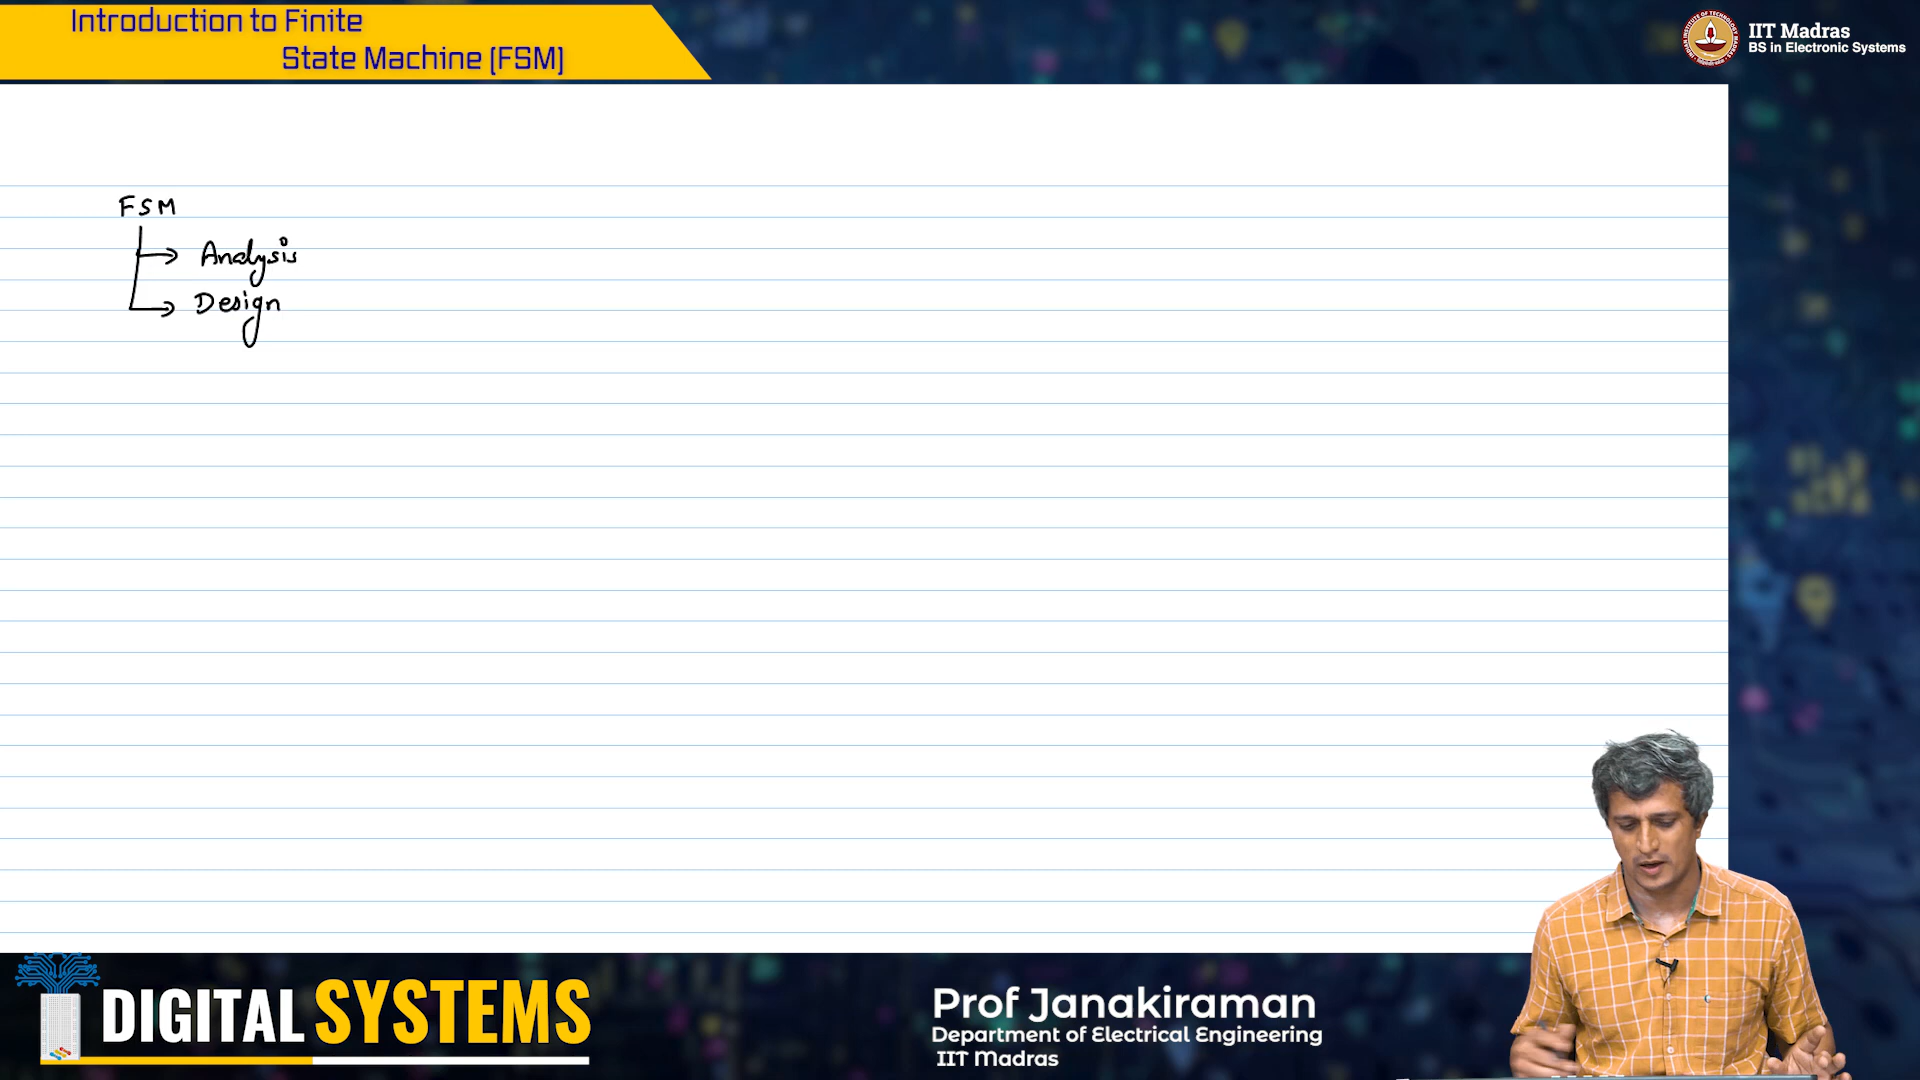 Introduction to Finite
State Machine (FSM)
IIT Madras
BS in Electronic Systems
FSM
Analysis
Design
DIGITAL SYSTEMS
Prof Janakiraman
Department of Electrical Engineering
IIT Madras